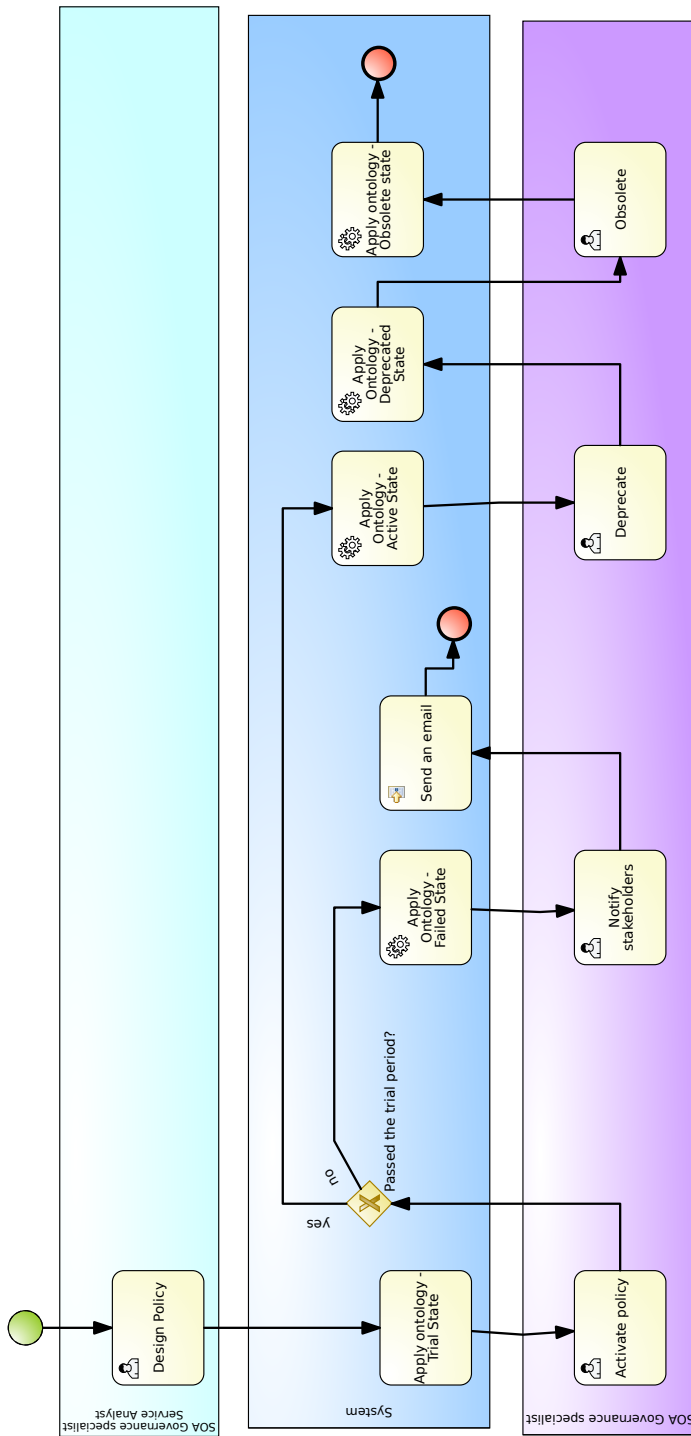 SOA Governance specialist
Service Analyst
Design Policy
System
Apply ontology -
Trial State
yes
no
Passed the trial period?
Apply
Ontology -
Failed State
Send an email
Apply
Ontology -
Active State
Apply
Ontology -
Deprecated
State
Apply ontology -
Obsolete state
SOA Governance specialist
Activate policy
Notify
stakeholders
Deprecate
Obsolete